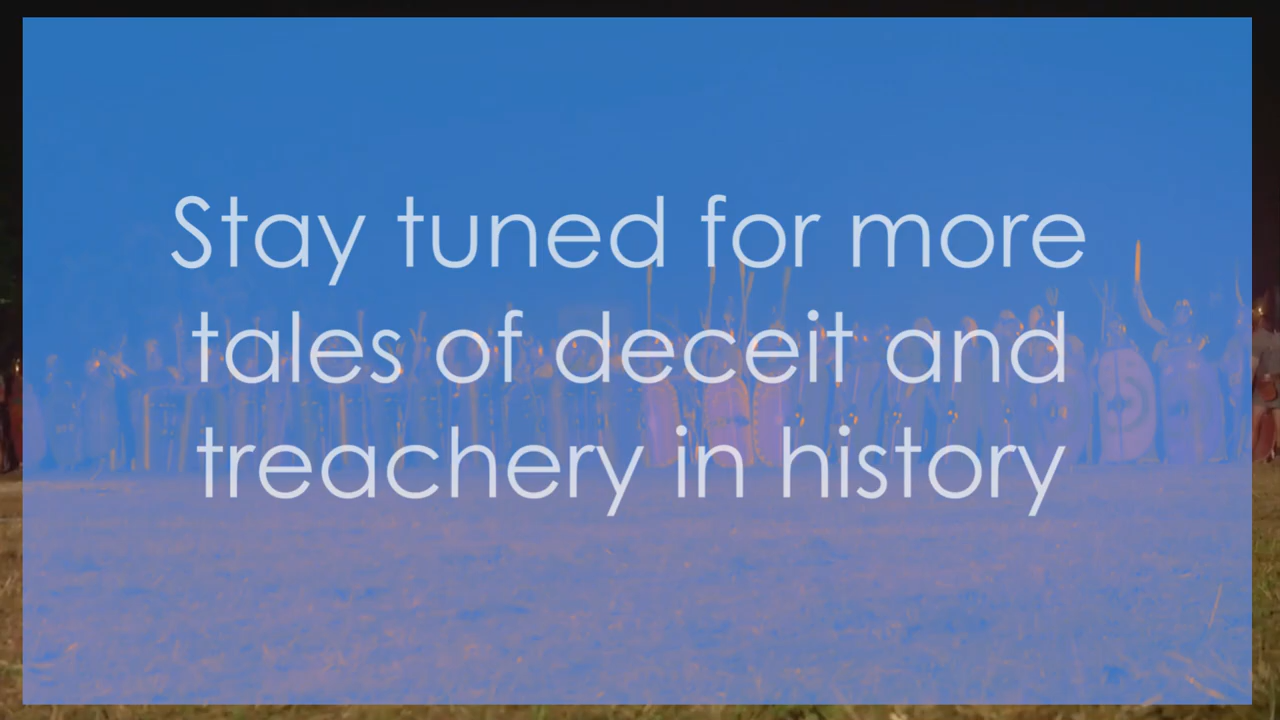 Stay tuned for more
tales of deceit and
treachery in history